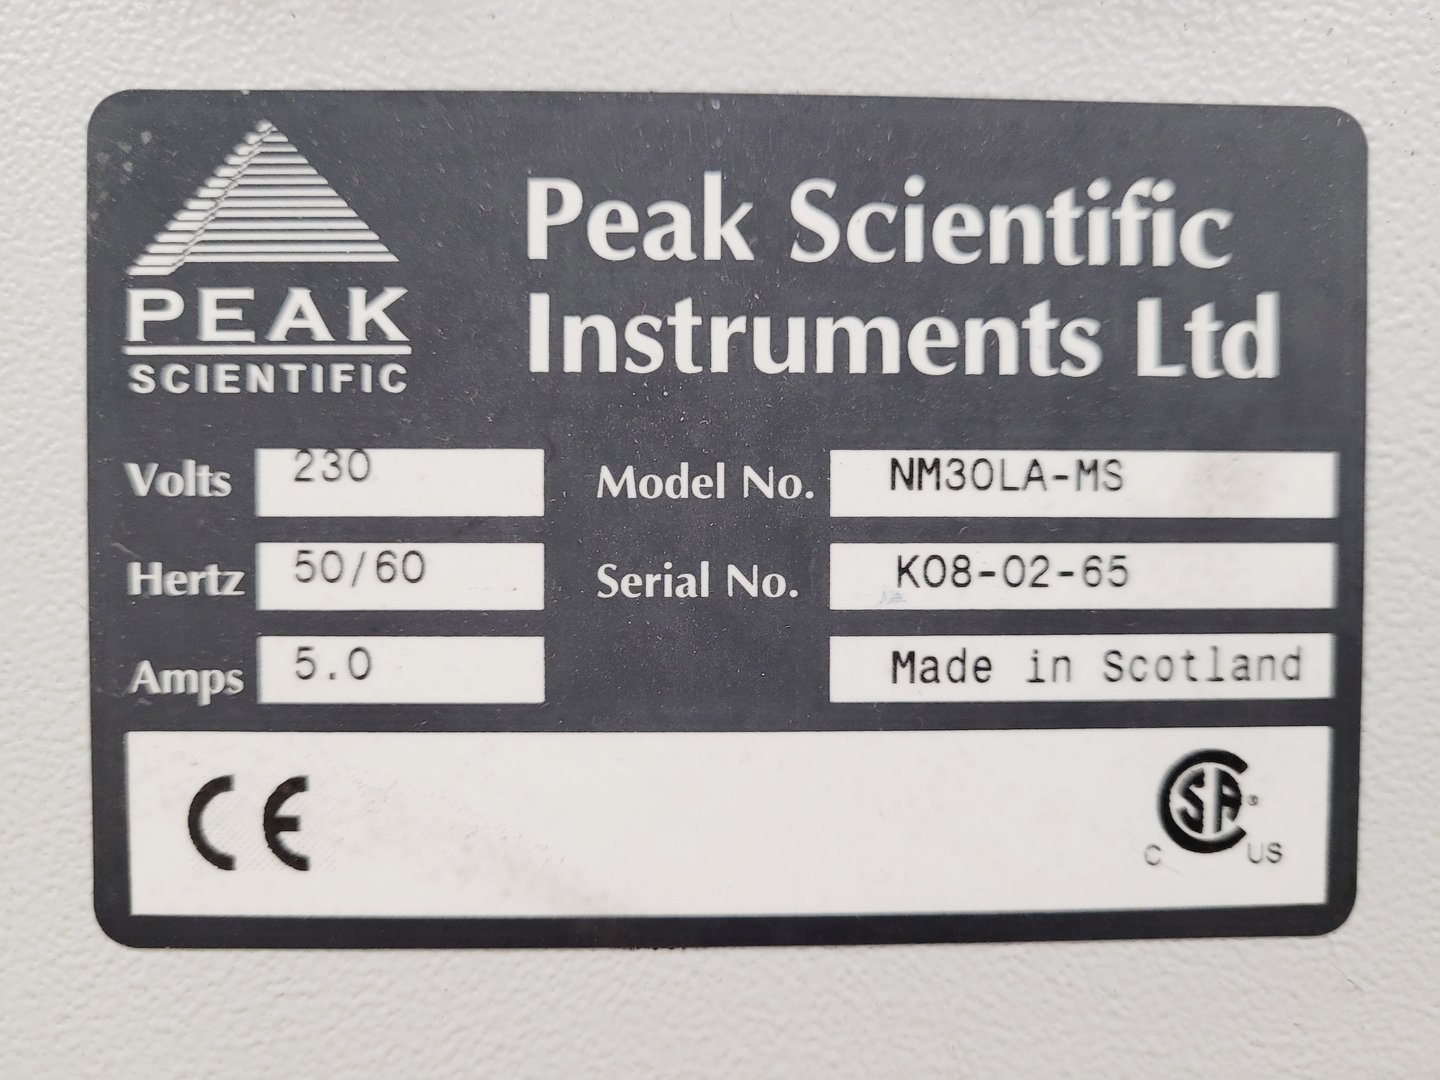 PEAK
SCIENTIFIC
Peak Scientific
Instruments Ltd
Volts 230
Model No. NM30LA-MS
Hertz 50/60
Serial No. K08-02-65
Amps 5.0
Made in Scotland
CE
CSA ®
C US